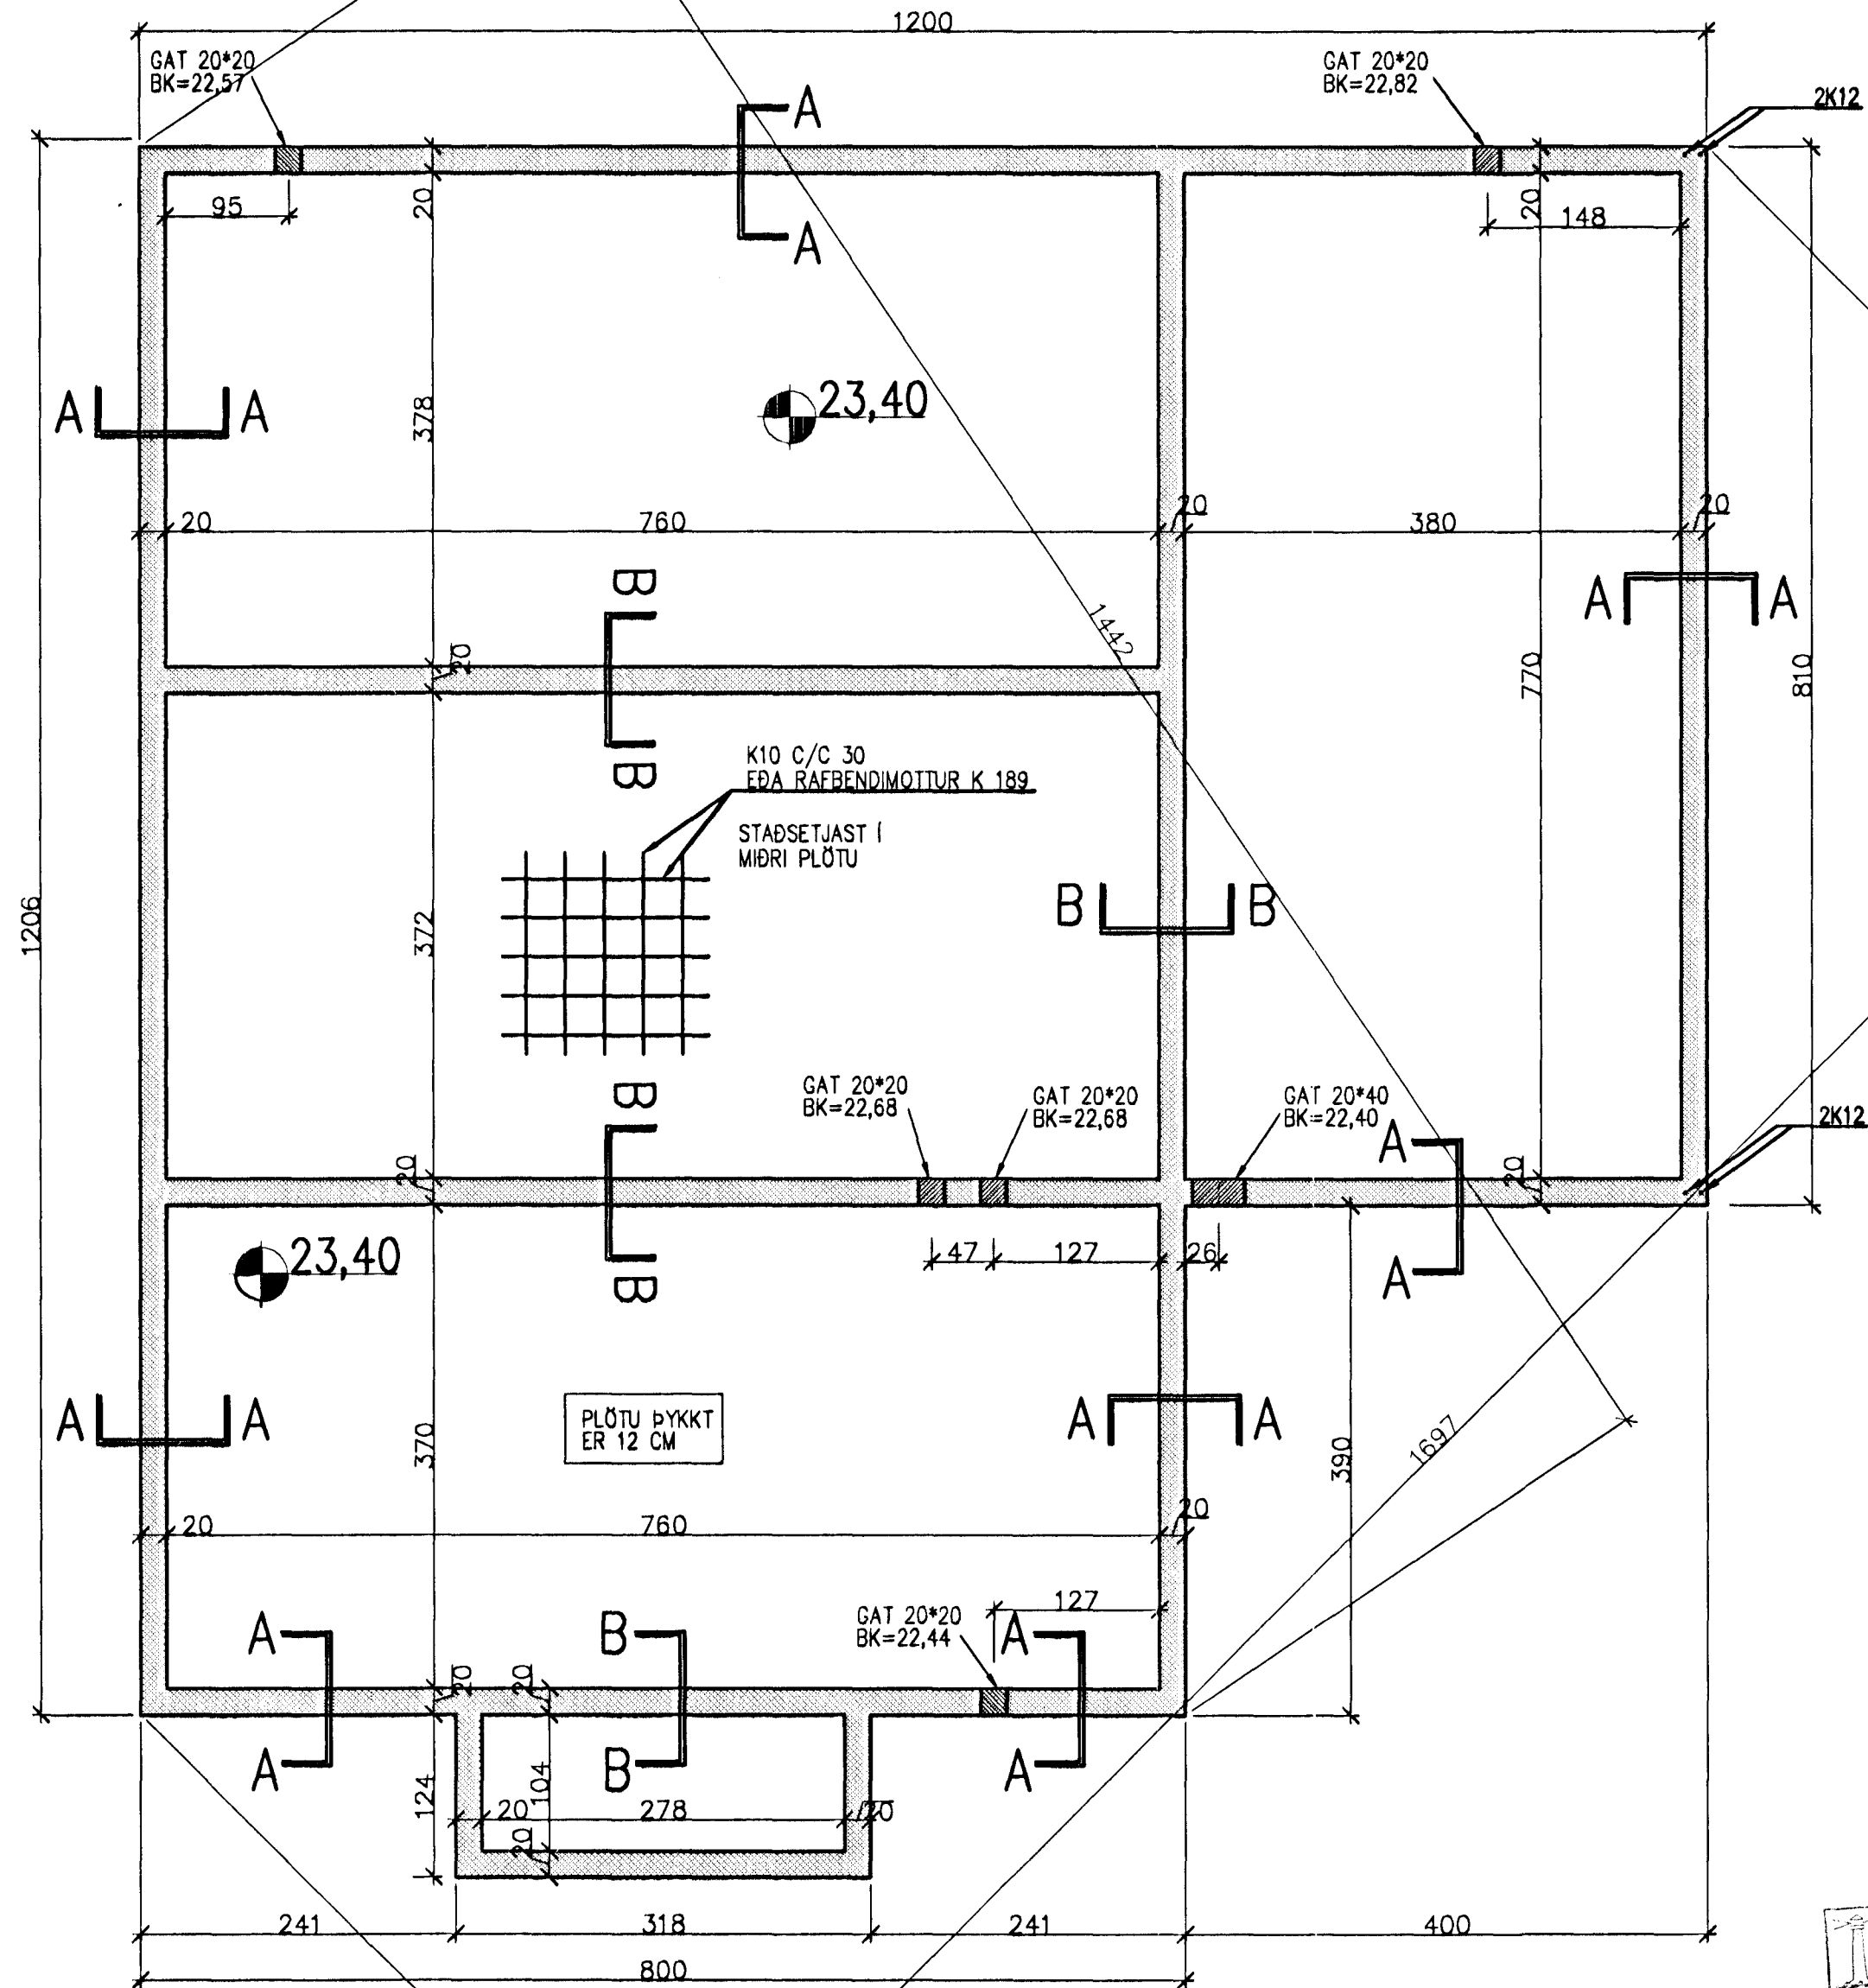 1200
GAT 20*20
BK=22,57
GAT 20*20
BK=22,82
2K12
A
A
95
20
20
148
A
A
378
23,40
20
760
20
380
20
B
A
A
1442
20
770
810
B
K10 C/C 30
EÐA RAFBENDIMOTTUR K 189
STAÐSETJAST Í
MIÐRI PLÖTU
B
B
1206
372
GAT 20*20
BK=22,68
GAT 20*20
BK=22,68
GAT 20*40
BK=22,40
B
A
2K12
20
20
47
127
26
23,40
A
B
A
A
PLÖTU ÞYKKT
ER 12 CM
A
A
370
390
1697
20
760
20
127
GAT 20*20
BK=22,44
A
B
A
20
20
A
B
A
124
104
20
278
20
20
241
318
241
400
800